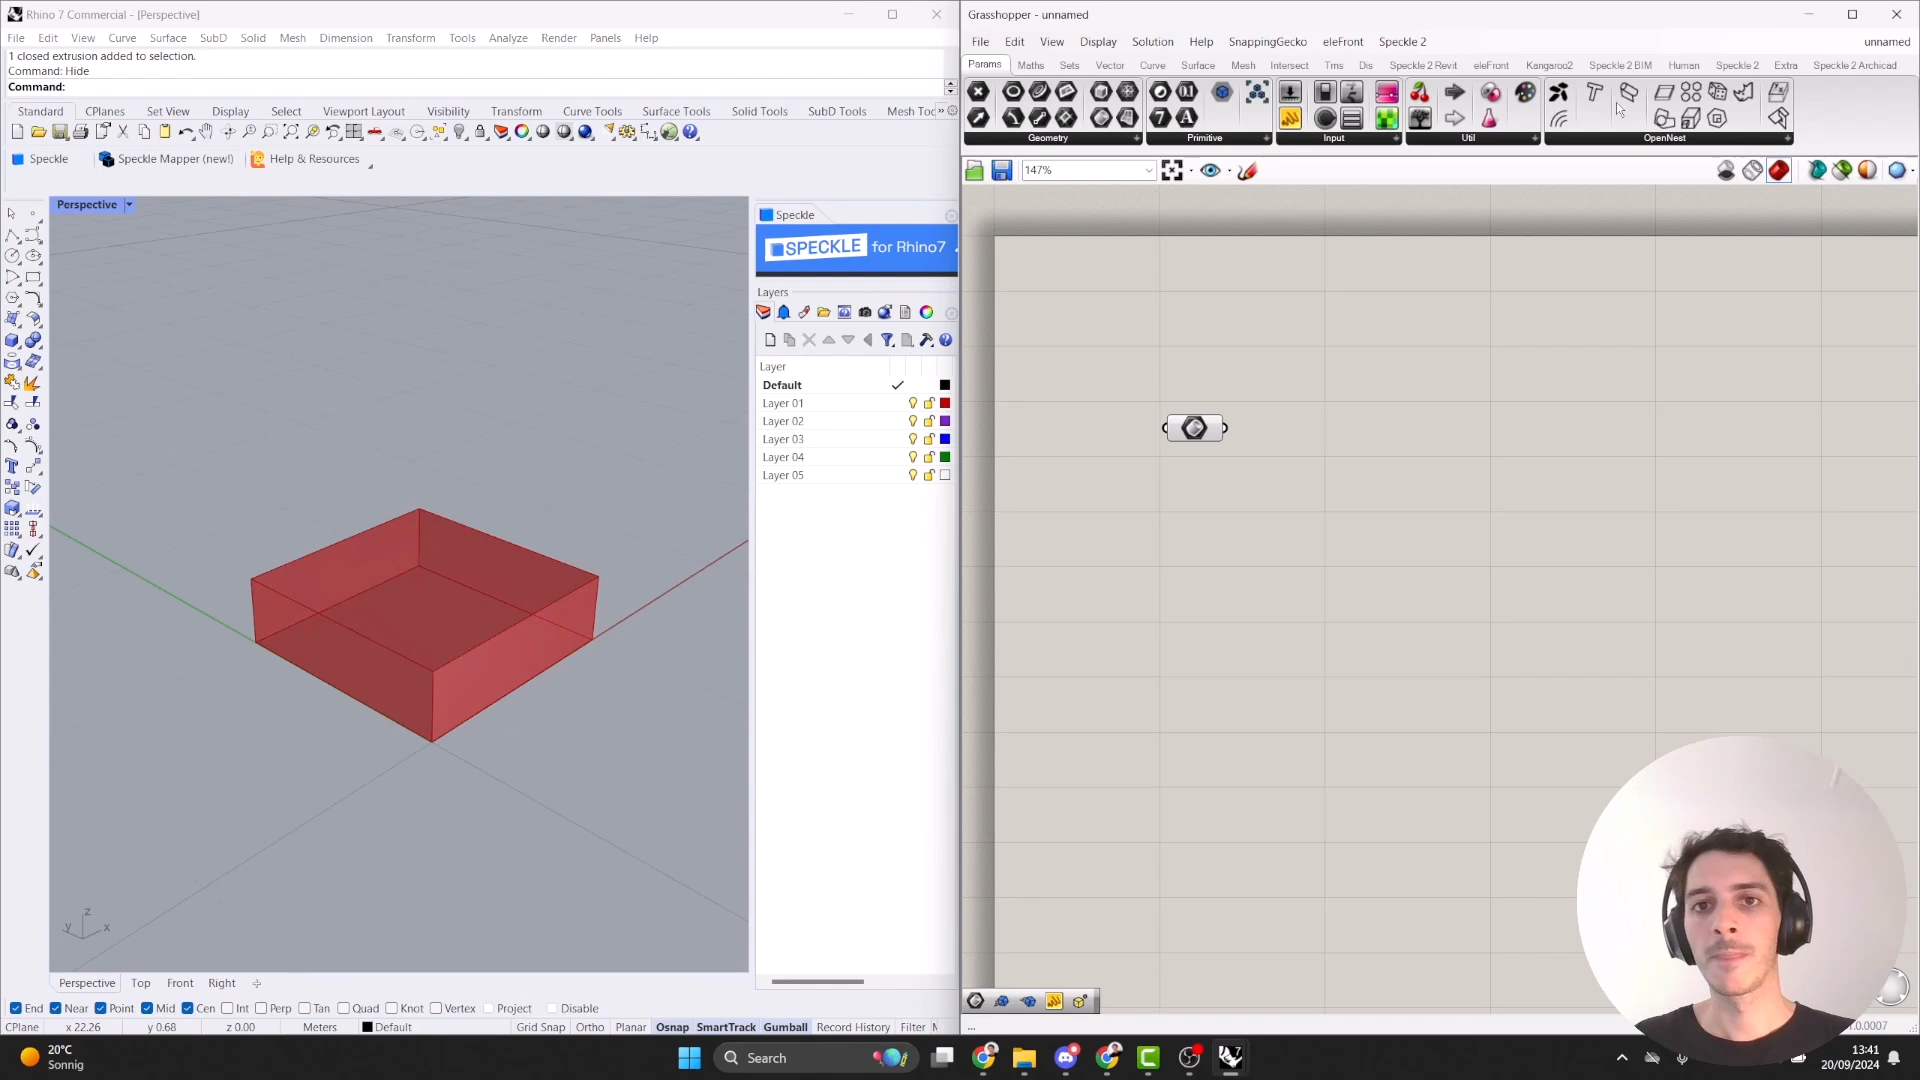 Rhino 7 Commercial - [Perspective]
File Edit View Curve Surface SubD Solid Mesh Dimension Transform Tools Analyze Render Panels Help
1 closed extrusion added to selection.
Command: Hide
Command:
Standard CPlanes Set View Display Select Viewport Layout Visibility Transform Curve Tools Surface Tools Solid Tools SubD Tools Mesh Toc »
Speckle Speckle Mapper (new!) Help & Resources
Perspective
Speckle
SPECKLE for Rhino7
Layers
Layer
Default
Layer 01
Layer 02
Layer 03
Layer 04
Layer 05
z
y x
Perspective Top Front Right
End Near Point Mid Cen Int Perp Tan Quad Knot Vertex Project Disable
CPlane x 22.26 y 0.68 z 0.00 Meters Default Grid Snap Ortho Planar Osnap SmartTrack Gumball Record History Filter
Grasshopper - unnamed
File Edit View Display Solution Help SnappingGecko eleFront Speckle 2 unnamed
Params Maths Sets Vector Curve Surface Mesh Intersect Trns Dis Speckle 2 Revit eleFront Kangaroo2 Speckle 2 BIM Human Speckle 2 Extra Speckle 2 Archicad
Geometry Primitive Input Util OpenNest
147%
...
.0.0007
20°C
Sonnig
Search
13:41
20/09/2024